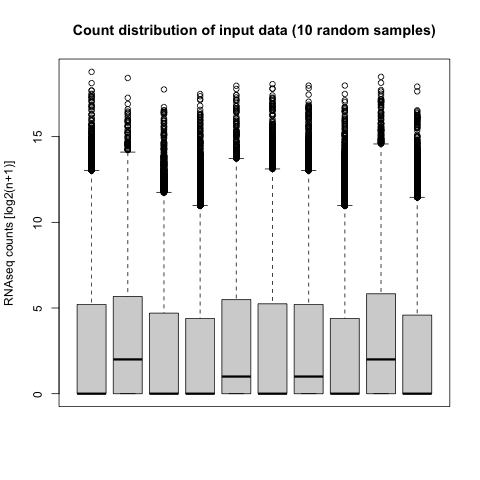 Count distribution of input data (10 random samples)
RNAseq counts [log2(n+1)]
15
10
5
0